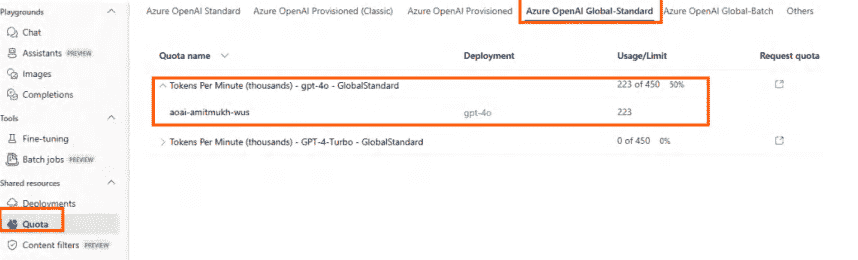 Playgrounds
Chat
Assistants PREVIEW
Images
Completions
Tools
Fine-tuning
Batch jobs PREVIEW
Shared resources
Deployments
Quota
Content filters PREVIEW
Azure OpenAI Standard Azure OpenAI Provisioned (Classic) Azure OpenAI Provisioned Azure OpenAI Global-Standard Azure OpenAI Global-Batch Others
Quota name Deployment Usage/Limit Request quota
Tokens Per Minute (thousands) - gpt-4o - GlobalStandard 223 of 450 50%
aoai-amitmukh-wus gpt-4o 223
Tokens Per Minute (thousands) - GPT-4-Turbo - GlobalStandard 0 of 450 0%